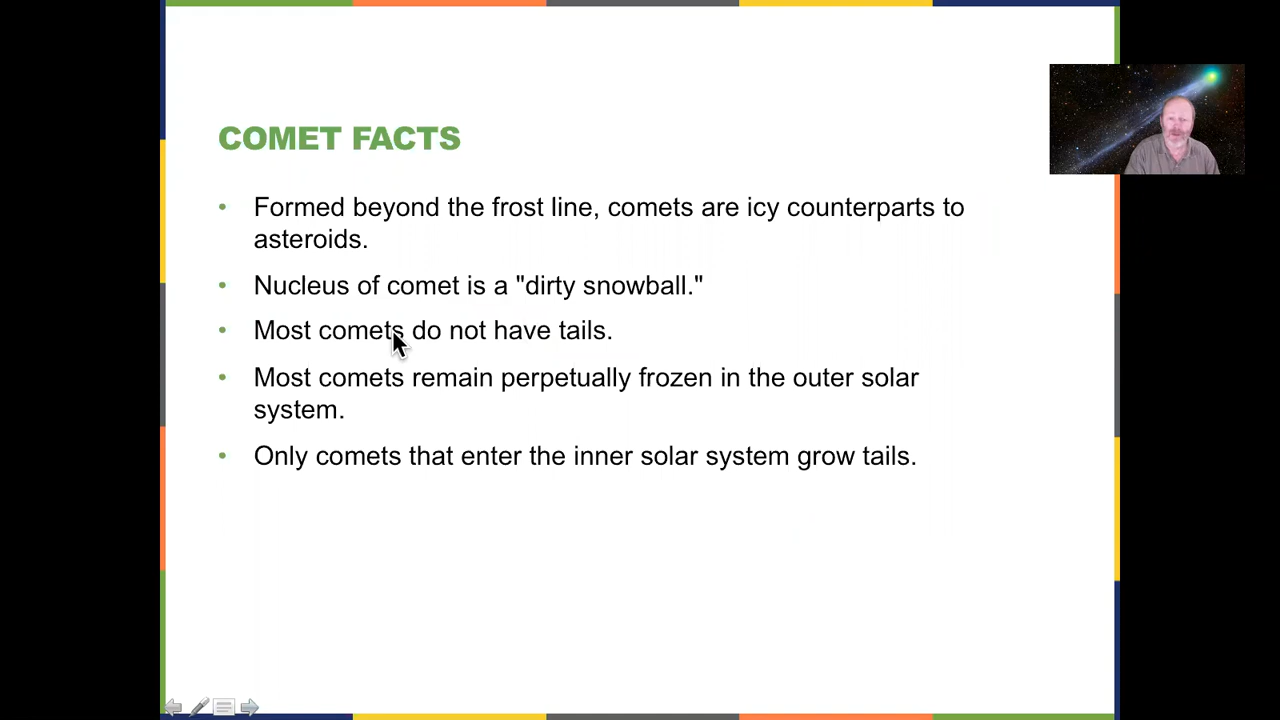 COMET FACTS
• Formed beyond the frost line, comets are icy counterparts to
asteroids.
• Nucleus of comet is a "dirty snowball."
• Most comets do not have tails.
• Most comets remain perpetually frozen in the outer solar
system.
• Only comets that enter the inner solar system grow tails.